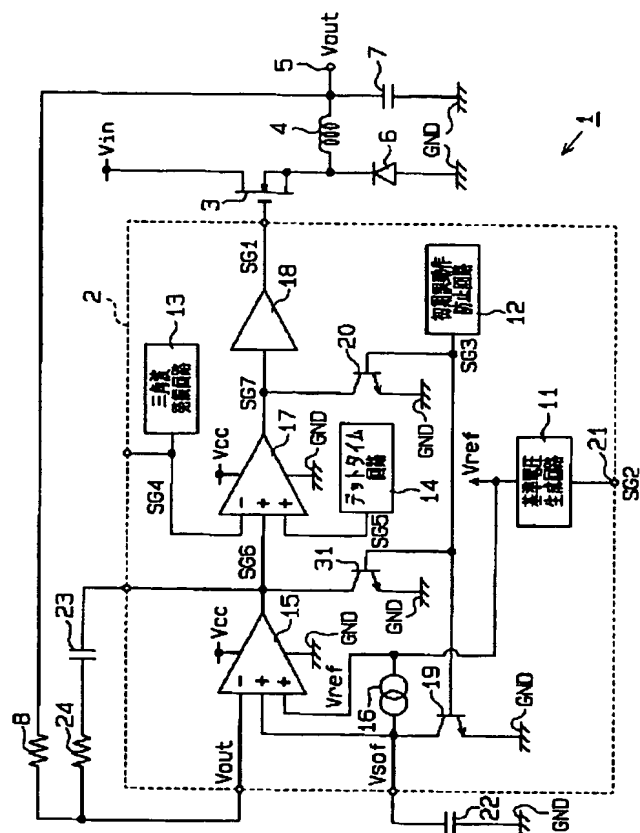 8
24
23
2
13
三角波
発振回路
SG4
Vin
3
4
5
Vout
7
6
GND
1
Vout
Vcc
15
GND
SG6
Vcc
17
GND
SG7
18
SG1
Vref
16
Vsof
22
GND
19
GND
31
GND
デットタイム
回路
14
SG5
20
GND
SG3
初期誤動作
防止回路
12
Vref
11
基準電圧
生成回路
21
SG2